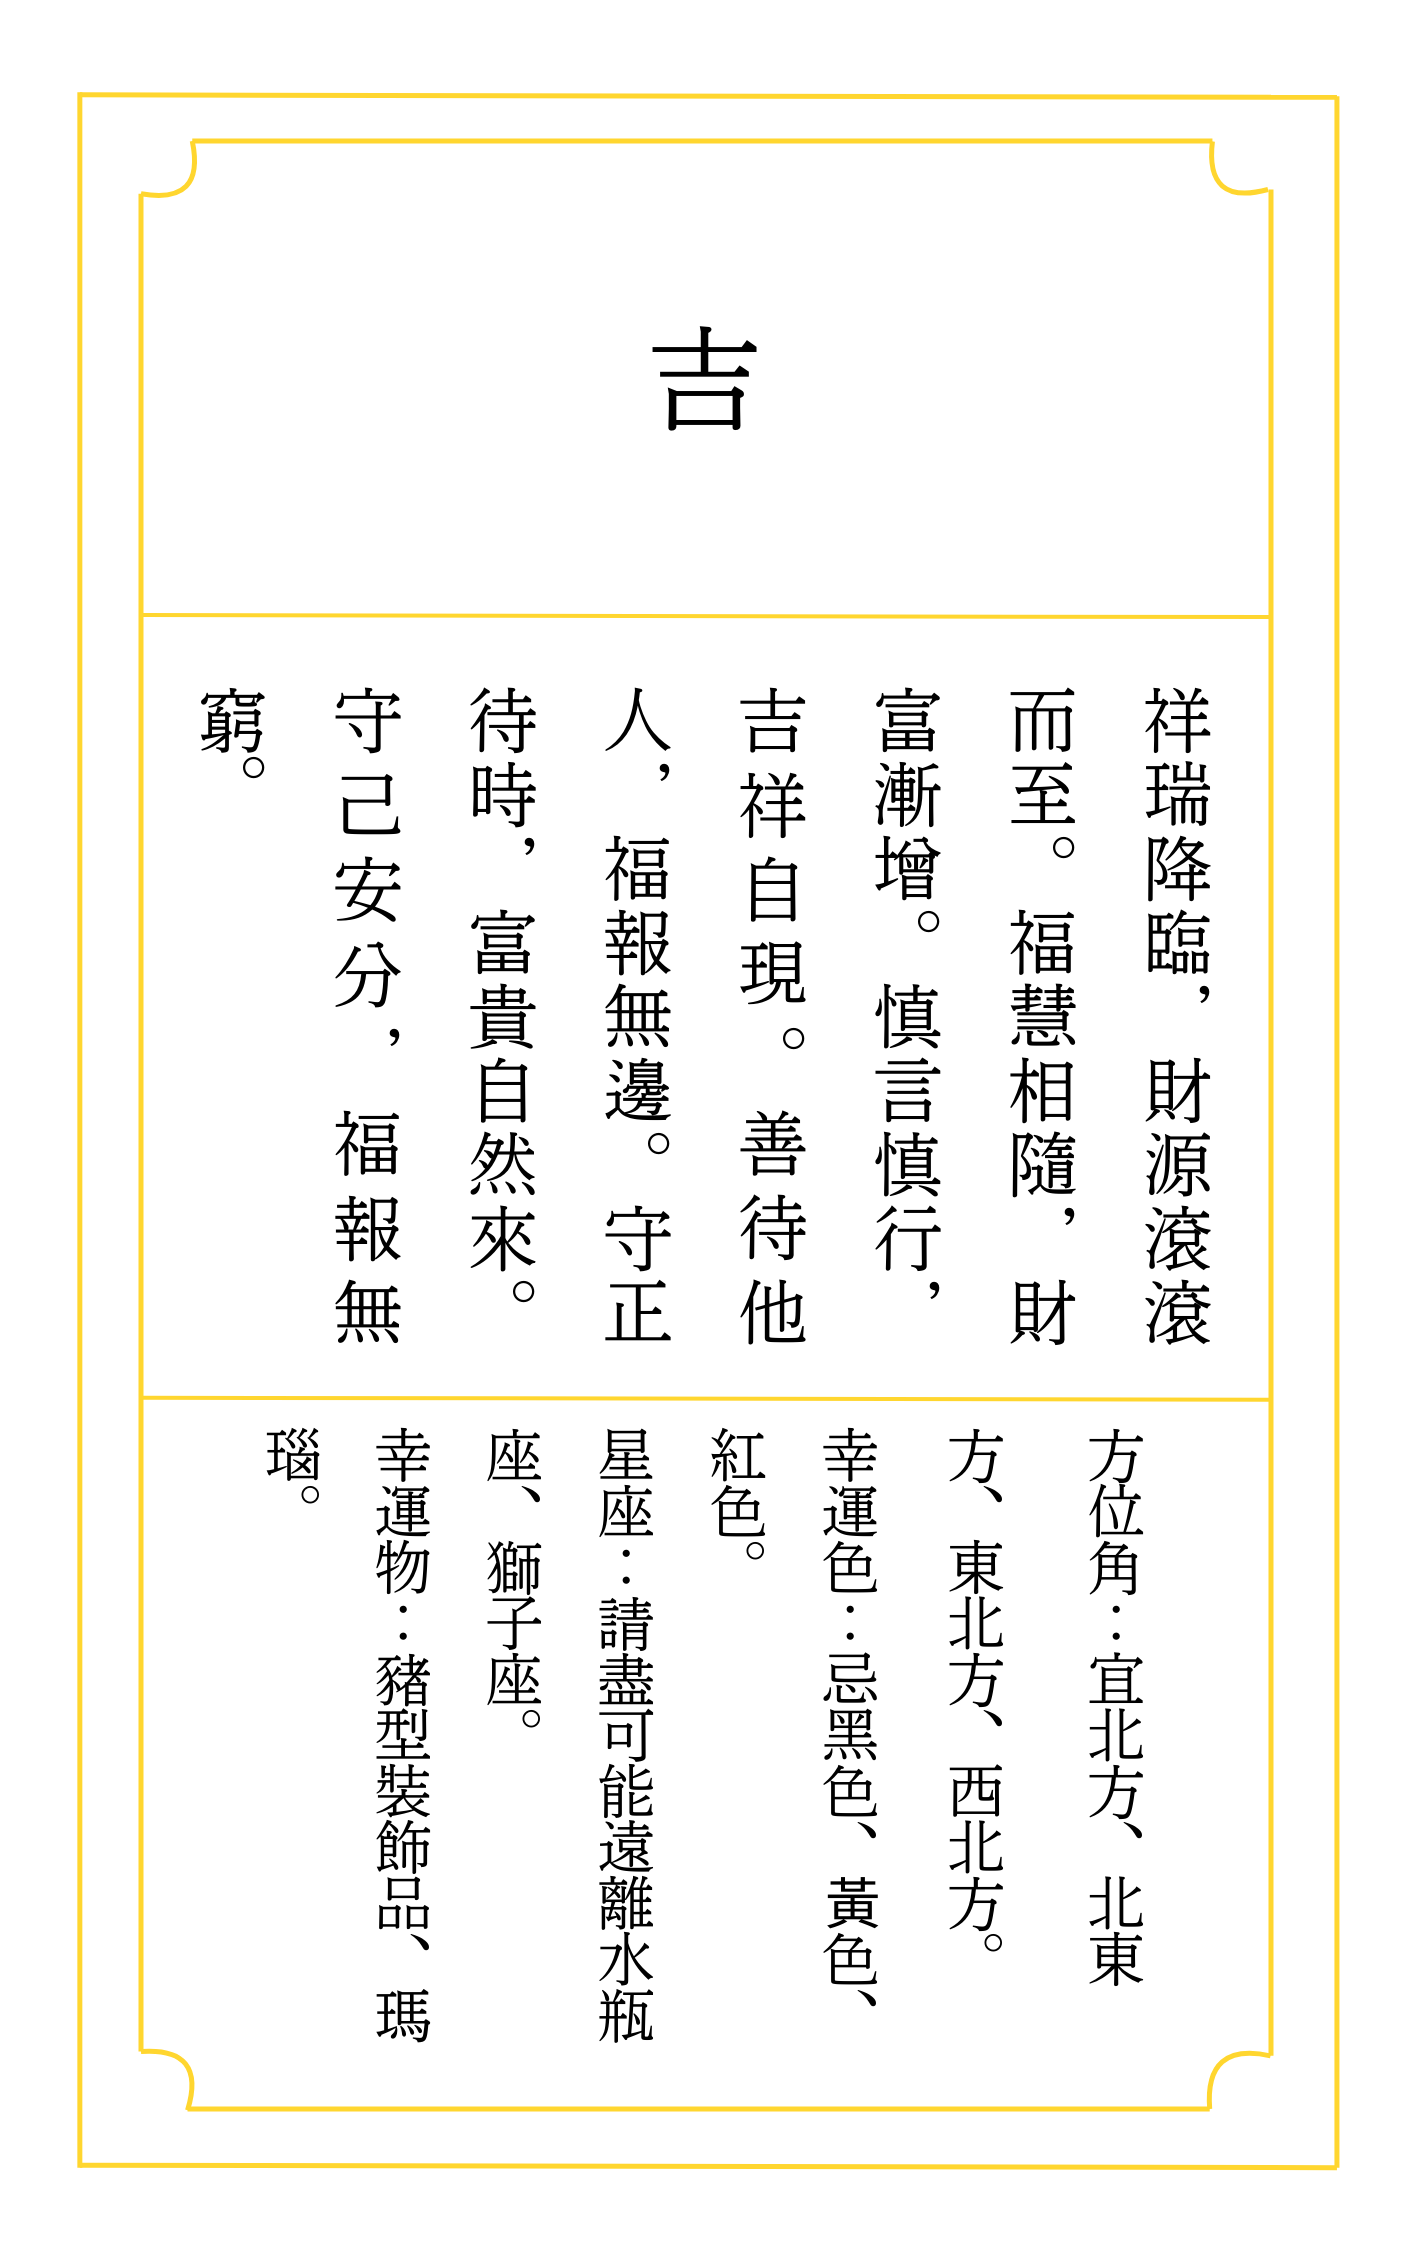 吉
祥瑞降臨，財源滾滾
而至。福慧相隨，財
富漸增。慎言慎行，
吉祥自現。善待他
人，福報無邊。守正
待時，富貴自然來。
守己安分，福報無
窮。
方位角：宜北方、北東
方、東北方、西北方。
幸運色：忌黑色、黃色、
紅色。
星座：請盡可能遠離水瓶
座、獅子座。
幸運物：豬型裝飾品、瑪
瑙。